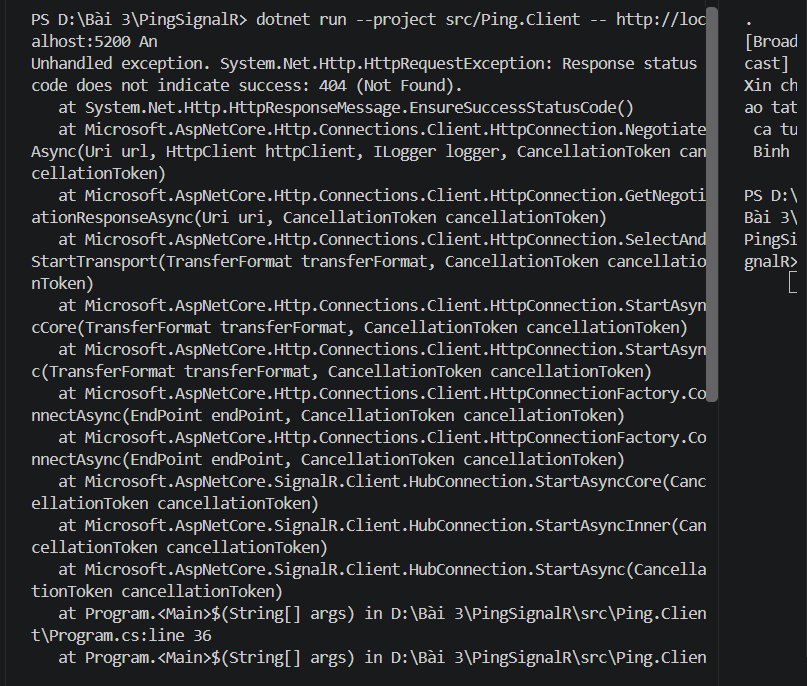 PS D:\Bài 3\PingSignalR> dotnet run --project src/Ping.Client -- http://loc
alhost:5200 An
Unhandled exception. System.Net.Http.HttpRequestException: Response status
code does not indicate success: 404 (Not Found).
   at System.Net.Http.HttpResponseMessage.EnsureSuccessStatusCode()
   at Microsoft.AspNetCore.Http.Connections.Client.HttpConnection.Negotiate
Async(Uri url, HttpClient httpClient, ILogger logger, CancellationToken can
cellationToken)
   at Microsoft.AspNetCore.Http.Connections.Client.HttpConnection.GetNegoti
ationResponseAsync(Uri uri, CancellationToken cancellationToken)
   at Microsoft.AspNetCore.Http.Connections.Client.HttpConnection.SelectAnd
StartTransport(TransferFormat transferFormat, CancellationToken cancellatio
nToken)
   at Microsoft.AspNetCore.Http.Connections.Client.HttpConnection.StartAsyn
cCore(TransferFormat transferFormat, CancellationToken cancellationToken)
   at Microsoft.AspNetCore.Http.Connections.Client.HttpConnection.StartAsyn
c(TransferFormat transferFormat, CancellationToken cancellationToken)
   at Microsoft.AspNetCore.Http.Connections.Client.HttpConnectionFactory.Co
nnectAsync(EndPoint endPoint, CancellationToken cancellationToken)
   at Microsoft.AspNetCore.Http.Connections.Client.HttpConnectionFactory.Co
nnectAsync(EndPoint endPoint, CancellationToken cancellationToken)
   at Microsoft.AspNetCore.SignalR.Client.HubConnection.StartAsyncCore(Canc
ellationToken cancellationToken)
   at Microsoft.AspNetCore.SignalR.Client.HubConnection.StartAsyncInner(Can
cellationToken cancellationToken)
   at Microsoft.AspNetCore.SignalR.Client.HubConnection.StartAsync(Cancella
tionToken cancellationToken)
   at Program.<Main>$(String[] args) in D:\Bài 3\PingSignalR\src\Ping.Clien
t\Program.cs:line 36
   at Program.<Main>$(String[] args) in D:\Bài 3\PingSignalR\src\Ping.Clien
.
[Broad
cast]
Xin ch
ao tat
 ca tu
 Binh
PS D:\
Bài 3\
PingSi
gnalR>